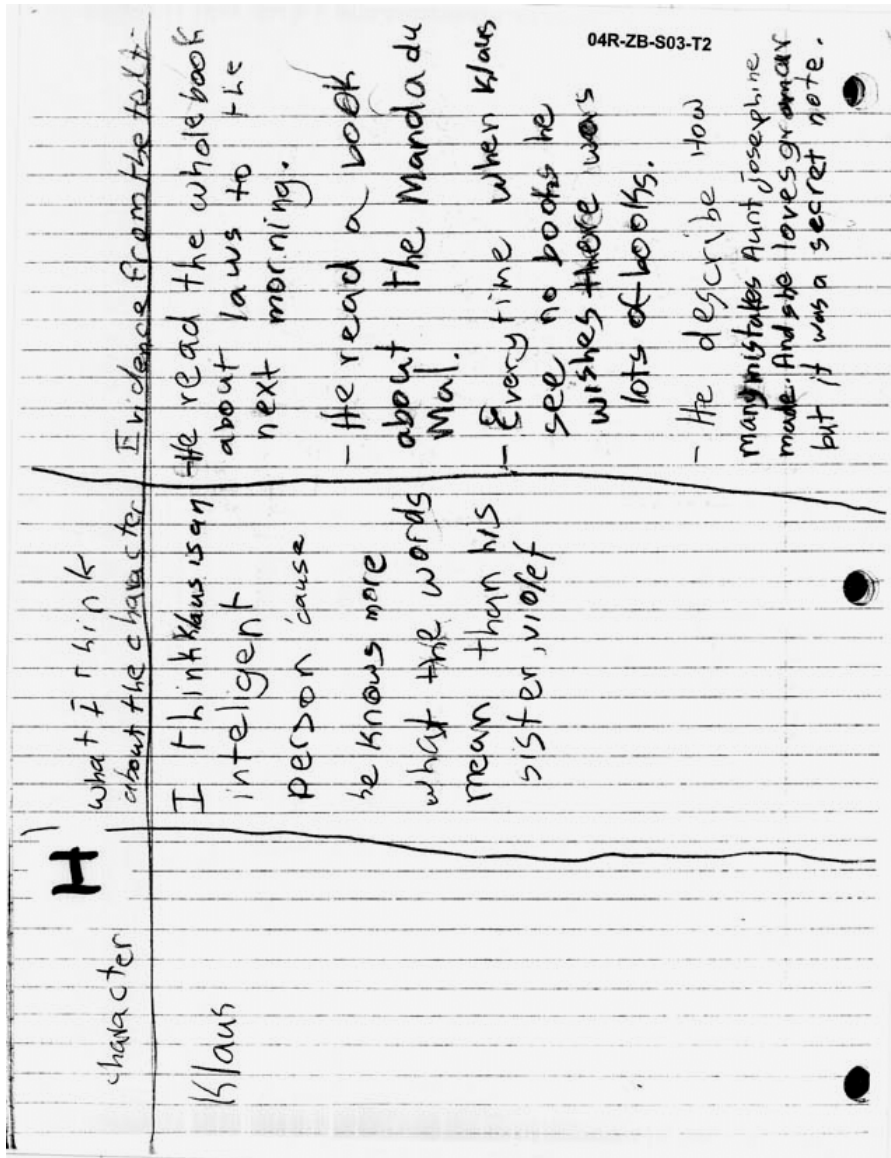 04R-ZB-S03-T2
H
character
Klaus
What I Think
about the character
I think Klaus is an
inteligent
person cause
he knows more
what the words
mean than his
sister, violet
Evidence from the text
-He read the whole book
about laws to the
next morning.
- He read a book
about the Mandadu
Mal.
- Every time when Klaus
see no books he
wishes there was
lots of books.
- He describe How
many mistakes Aunt Josephine
made. And she loves gramar
but it was a secret note.